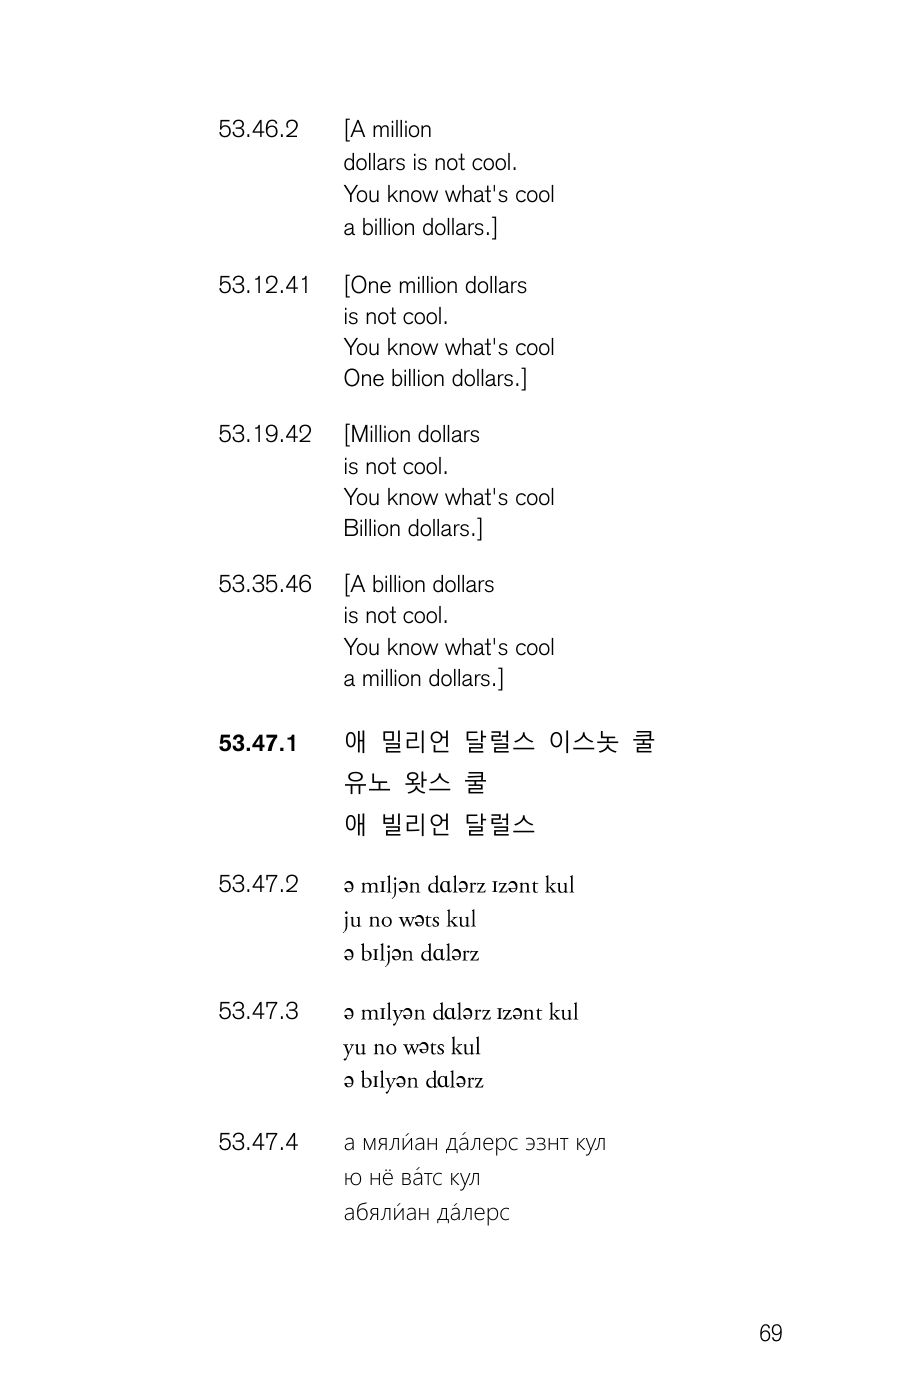 53.46.2 [A million
dollars is not cool.
You know what's cool
a billion dollars.]
53.12.41 [One million dollars
is not cool.
You know what's cool
One billion dollars.]
53.19.42 [Million dollars
is not cool.
You know what's cool
Billion dollars.]
53.35.46 [A billion dollars
is not cool.
You know what's cool
a million dollars.]
53.47.1 애 밀리언 달럴스 이스놋 쿨
유노 왓스 쿨
애 빌리언 달럴스
53.47.2 ə mɪljən dɑlərz ɪzənt kul
ju no wəts kul
ə bɪljən dɑlərz
53.47.3 ə mɪlyən dɑlərz ɪzənt kul
yu no wəts kul
ə bɪlyən dɑlərz
53.47.4 а мяли́ан да́лерс эзнт кул
ю нё ва́тс кул
абяли́ан да́лерс
69